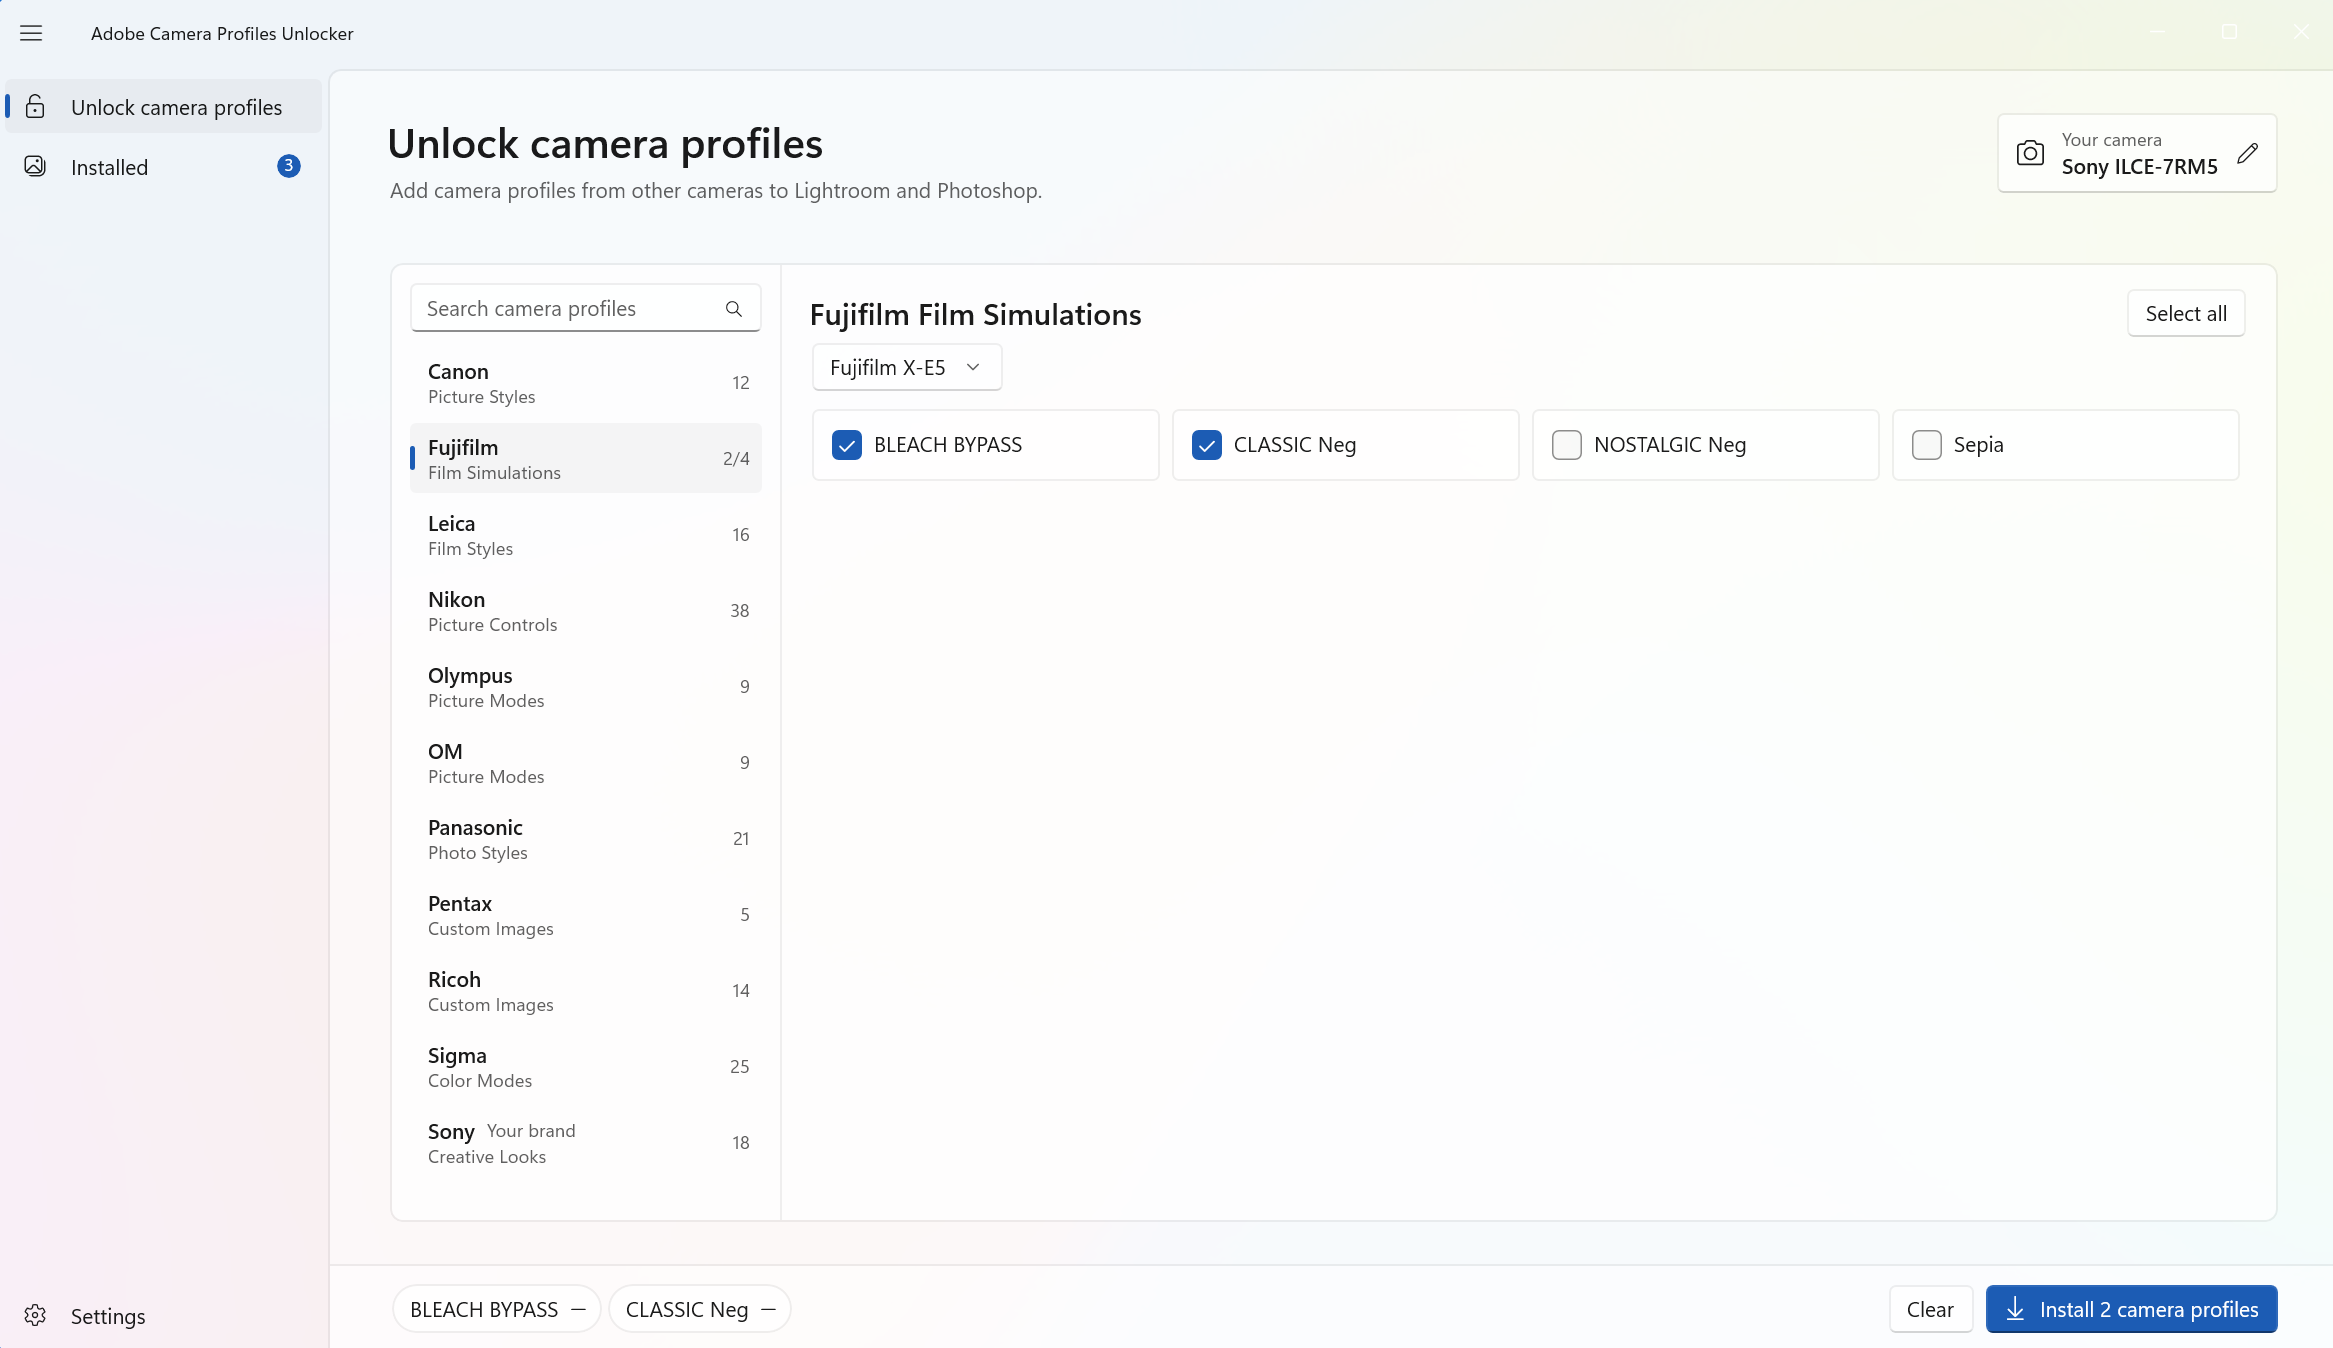 Adobe Camera Profiles Unlocker
Unlock camera profiles
Installed
3
Settings
Unlock camera profiles
Add camera profiles from other cameras to Lightroom and Photoshop.
Your camera
Sony ILCE-7RM5
Search camera profiles
Canon
Picture Styles
12
Fujifilm
Film Simulations
2/4
Leica
Film Styles
16
Nikon
Picture Controls
38
Olympus
Picture Modes
9
OM
Picture Modes
9
Panasonic
Photo Styles
21
Pentax
Custom Images
5
Ricoh
Custom Images
14
Sigma
Color Modes
25
Sony Your brand
Creative Looks
18
Fujifilm Film Simulations
Select all
Fujifilm X-E5
BLEACH BYPASS
CLASSIC Neg
NOSTALGIC Neg
Sepia
BLEACH BYPASS
CLASSIC Neg
Clear
Install 2 camera profiles